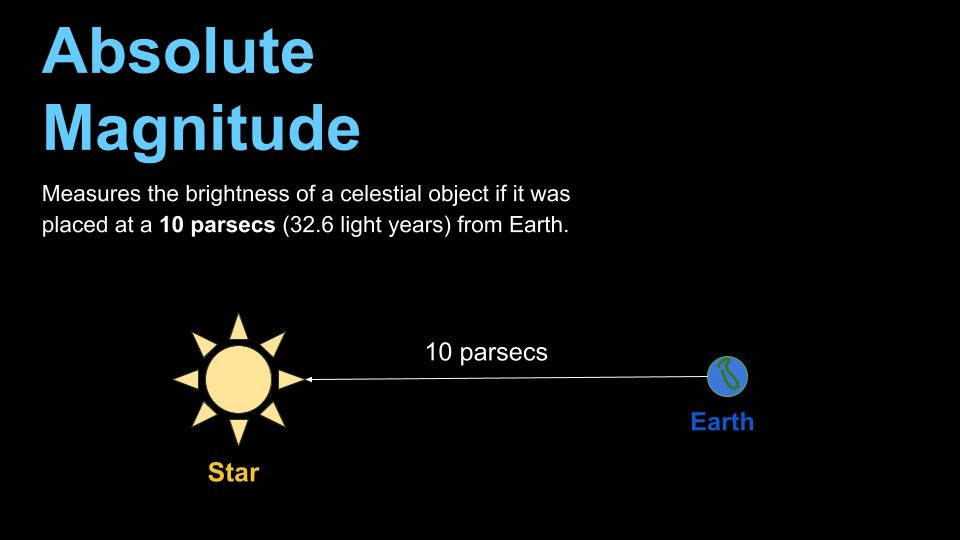 Absolute
Magnitude
Measures the brightness of a celestial object if it was
placed at a 10 parsecs (32.6 light years) from Earth.
10 parsecs
Earth
Star